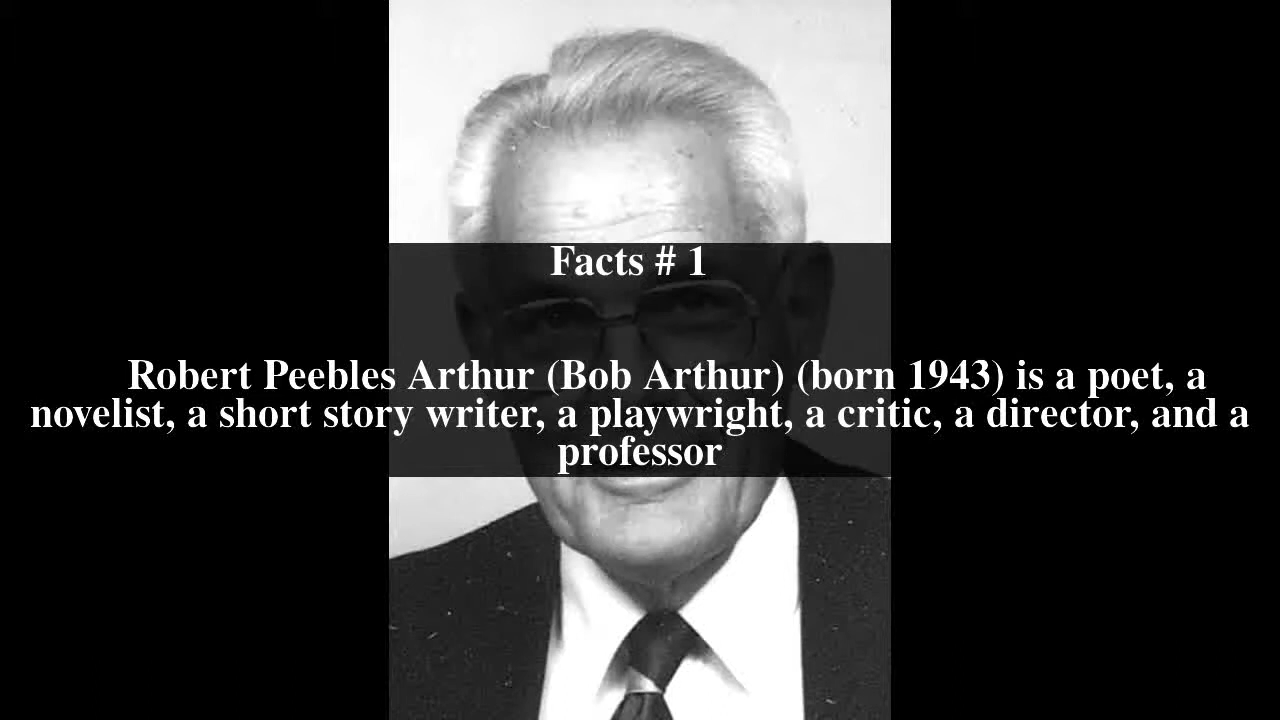 Facts # 1
Robert Peebles Arthur (Bob Arthur) (born 1943) is a poet, a
novelist, a short story writer, a playwright, a critic, a director, and a
professor